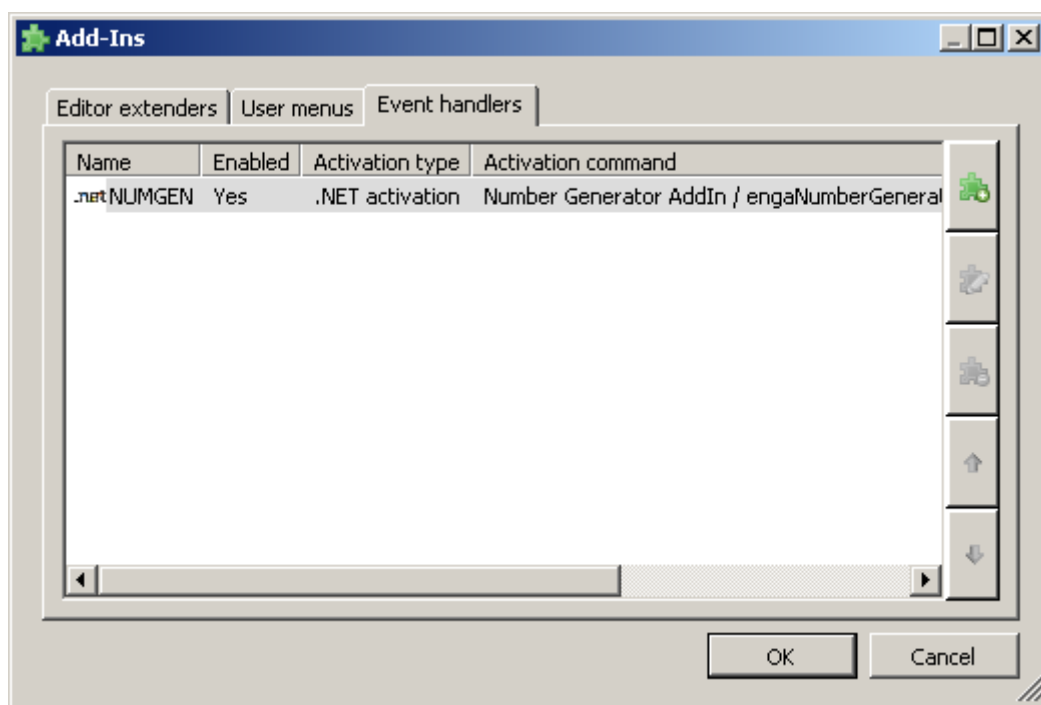 Add-Ins
Editor extenders User menus Event handlers
Name Enabled Activation type Activation command
.net NUMGEN Yes .NET activation Number Generator AddIn / engaNumberGenera
OK Cancel